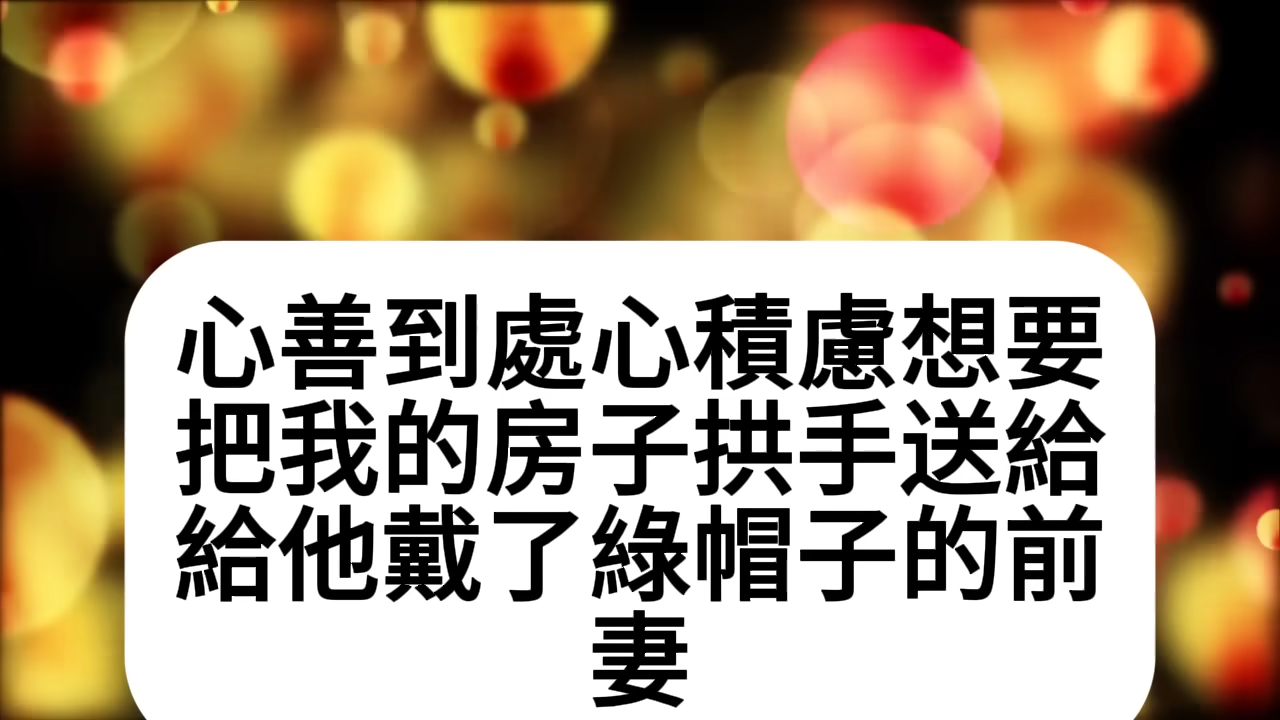 心善到處心積慮想要
把我的房子拱手送給
給他戴了綠帽子的前
妻